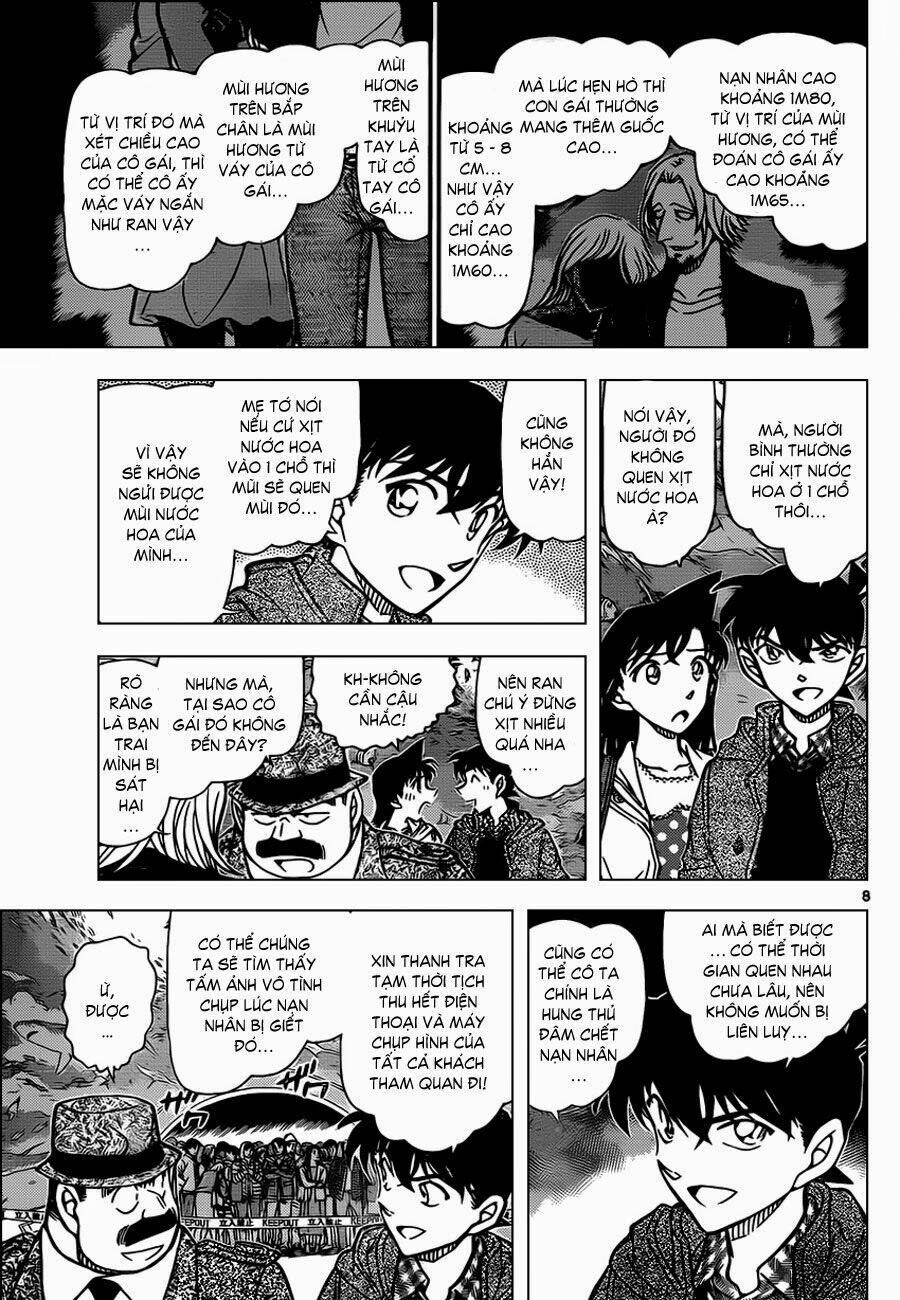 NẠN NHÂN CAO
KHOẢNG 1M80,
TỪ VỊ TRÍ CỦA MÙI
HƯƠNG, CÓ THỂ
ĐOÁN CÔ GÁI ẤY
CAO KHOẢNG
1M65...
MÀ LÚC HẸN HÒ THÌ
CON GÁI THƯỜNG
MANG THÊM GUỐC
CAO...
KHOẢNG
TỪ 5 - 8
CM...
NHƯ VẬY
CÔ ẤY
CHỈ CAO
KHOẢNG
1M60...
MÙI
HƯƠNG
TRÊN
KHUỶU
TAY LÀ
TỪ CỔ
TAY CÔ
GÁI...
MÙI HƯƠNG
TRÊN BẮP
CHÂN LÀ MÙI
HƯƠNG TỪ
VÁY CỦA CÔ
GÁI...
TỪ VỊ TRÍ ĐÓ MÀ
XÉT CHIỀU CAO
CỦA CÔ GÁI, THÌ
CÓ THỂ CÔ ẤY
MẶC VÁY NGẮN
NHƯ RAN VẬY
...
MÀ, NGƯỜI
BÌNH THƯỜNG
CHỈ XỊT NƯỚC
HOA Ở 1 CHỖ
THÔI...
NÓI VẬY,
NGƯỜI ĐÓ
KHÔNG
QUEN XỊT
NƯỚC HOA
À?
CŨNG
KHÔNG
HẲN
VẬY!
MẸ TỚ NÓI
NẾU CỨ XỊT
NƯỚC HOA
VÀO 1 CHỖ THÌ
MŨI SẼ QUEN
MÙI ĐÓ...
VÌ VẬY
SẼ KHÔNG
NGỬI ĐƯỢC
MÙI NƯỚC
HOA CỦA
MÌNH...
NÊN RAN
CHÚ Ý ĐỪNG
XỊT NHIỀU
QUÁ NHA
...
KH-KHÔNG
CẦN CẬU
NHẮC!
NHƯNG MÀ,
TẠI SAO CÔ
GÁI ĐÓ KHÔNG
ĐẾN ĐÂY?
RÕ
RÀNG
LÀ BẠN
TRAI
MÌNH BỊ
SÁT
HẠI
...
8
AI MÀ BIẾT ĐƯỢC
... CÓ THỂ THỜI
GIAN QUEN NHAU
CHƯA LÂU, NÊN
KHÔNG MUỐN BỊ
LIÊN LỤY...
CŨNG CÓ
THỂ CÔ TA
CHÍNH LÀ
HUNG THỦ
ĐÂM CHẾT
NẠN NHÂN
...
XIN THANH TRA
TẠM THỜI TỊCH
THU HẾT ĐIỆN
THOẠI VÀ MÁY
CHỤP HÌNH CỦA
TẤT CẢ KHÁCH
THAM QUAN ĐI!
CÓ THỂ CHÚNG
TA SẼ TÌM THẤY
TẤM ẢNH VÔ TÌNH
CHỤP LÚC NẠN
NHÂN BỊ GIẾT
ĐÓ...
Ừ,
ĐƯỢC
...
KEEPOUT 立入禁止 KEEPOUT 立入禁止